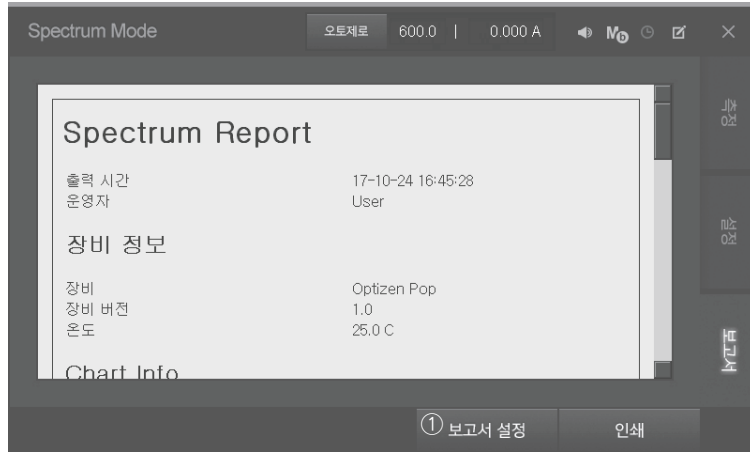 Spectrum Mode 오토제로 600.0 | 0.000 A
Spectrum Report
출력 시간 17-10-24 16:45:28
운영자 User
장비 정보
장비 Optizen Pop
장비 버전 1.0
온도 25.0 C
Chart Info
측정
설정
보고서
① 보고서 설정 인쇄